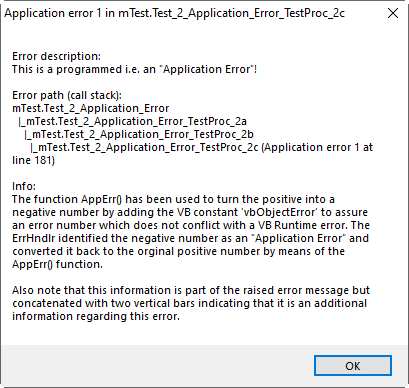 Application error 1 in mTest.Test_2_Application_Error_TestProc_2c
Error description:
This is a programmed i.e. an "Application Error"!
Error path (call stack):
mTest.Test_2_Application_Error
|_mTest.Test_2_Application_Error_TestProc_2a
|_mTest.Test_2_Application_Error_TestProc_2b
|_mTest.Test_2_Application_Error_TestProc_2c (Application error 1 at
line 181)
Info:
The function AppErr() has been used to turn the positive into a
negative number by adding the VB constant 'vbObjectError' to assure
an error number which does not conflict with a VB Runtime error. The
ErrHndlr identified the negative number as an "Application Error" and
converted it back to the orginal positive number by means of the
AppErr() function.
Also note that this information is part of the raised error message but
concatenated with two vertical bars indicating that it is an additional
information regarding this error.
OK